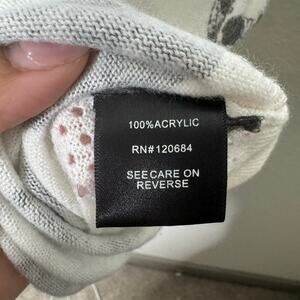 100%ACRYLIC
RN#120684
SEE CARE ON
REVERSE